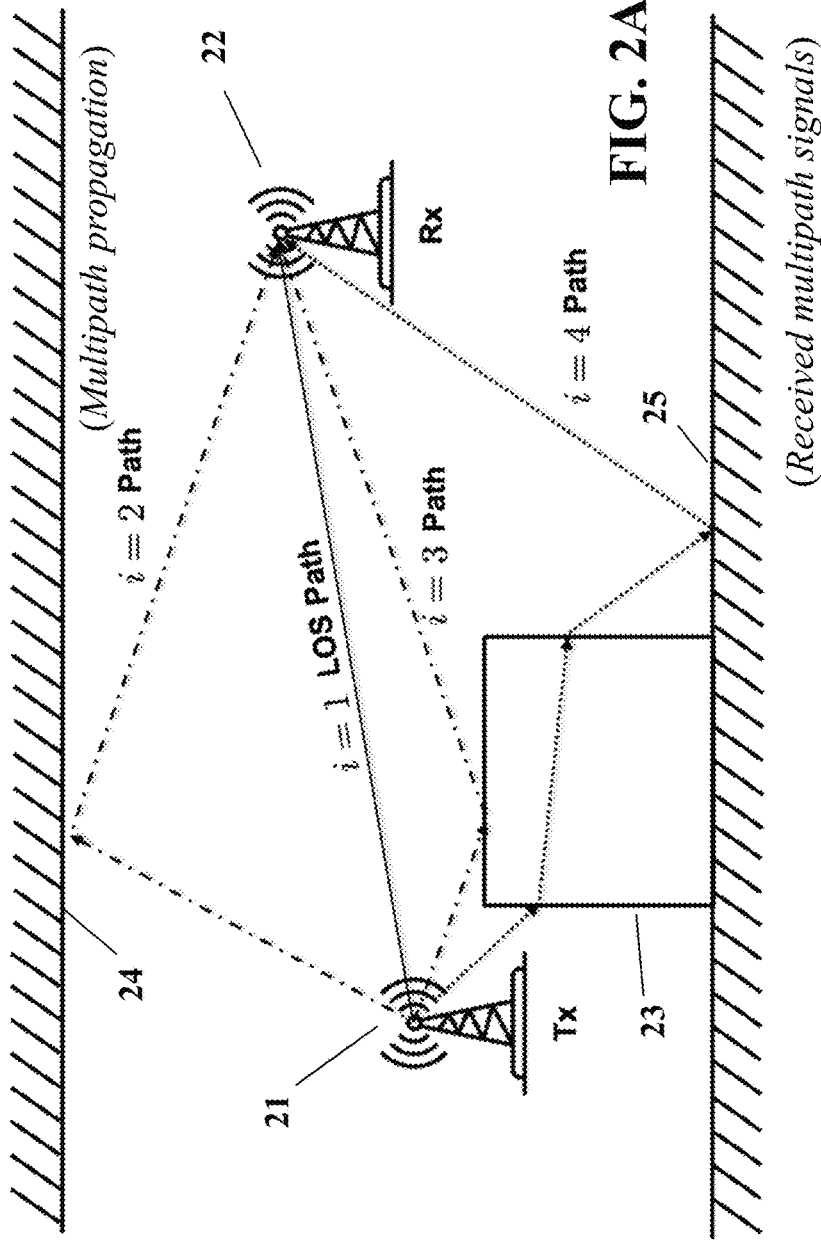 (Multipath propagation)
22
24
i = 2 Path
i = 1 LOS Path
21
Rx
i = 3 Path
Tx
i = 4 Path
23
25
FIG. 2A
(Received multipath signals)